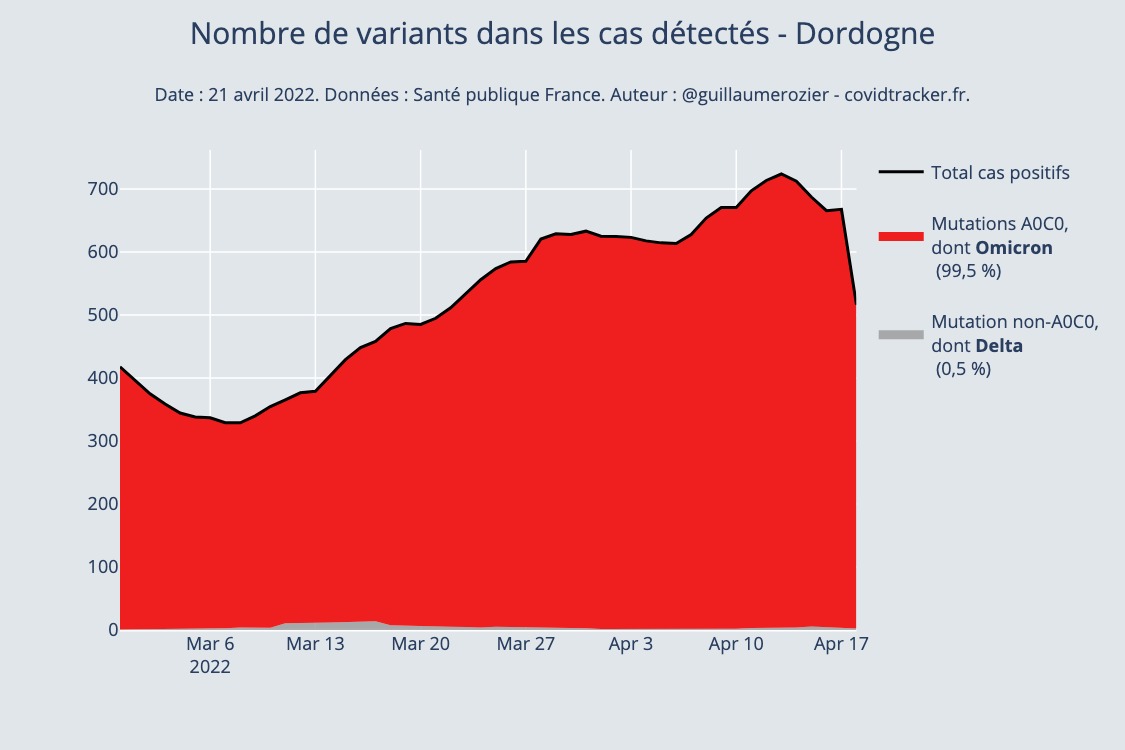 Nombre de variants dans les cas détectés - Dordogne
Date : 21 avril 2022. Données : Santé publique France. Auteur : @guillaumerozier - covidtracker.fr.
700
600
500
400
300
200
100
0
Mar 6
2022
Mar 13
Mar 20
Mar 27
Apr 3
Apr 10
Apr 17
Total cas positifs
Mutations A0C0,
dont Omicron
(99,5 %)
Mutation non-A0C0,
dont Delta
(0,5 %)